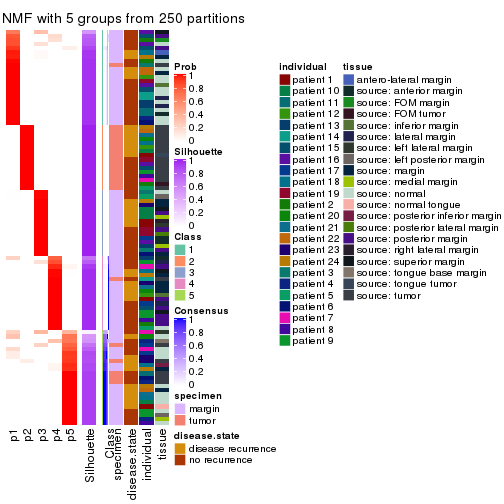 NMF with 5 groups from 250 partitions
Prob
1
0.8
0.6
0.4
0.2
0
Silhouette
1
0.8
0.6
0.4
0.2
0
Class
1
2
3
4
5
Consensus
1
0.8
0.6
0.4
0.2
0
specimen
margin
tumor
disease.state
disease recurrence
no recurrence
individual
patient 1
patient 10
patient 11
patient 12
patient 13
patient 14
patient 15
patient 16
patient 17
patient 18
patient 19
patient 2
patient 20
patient 21
patient 22
patient 23
patient 24
patient 3
patient 4
patient 5
patient 6
patient 7
patient 8
patient 9
tissue
antero-lateral margin
source: anterior margin
source: FOM margin
source: FOM tumor
source: inferior margin
source: lateral margin
source: left lateral margin
source: left posterior margin
source: margin
source: medial margin
source: normal
source: normal tongue
source: posterior inferior margin
source: posterior lateral margin
source: posterior margin
source: right lateral margin
source: superior margin
source: tongue base margin
source: tongue tumor
source: tumor
p1
p2
p3
p4
p5
Silhouette
Class
specimen
disease.state
individual
tissue